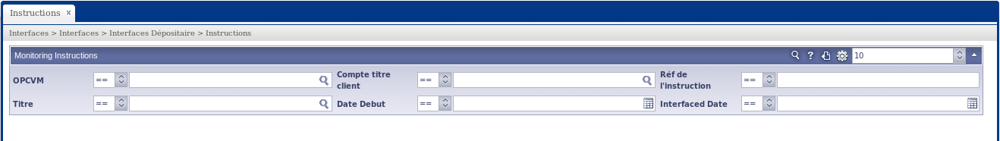 Instructions x
Interfaces > Interfaces > Interfaces Dépositaire > Instructions
Monitoring Instructions ? 10
OPCVM == Compte titre client == Réf de l'instruction ==
Titre == Date Debut == Interfaced Date ==